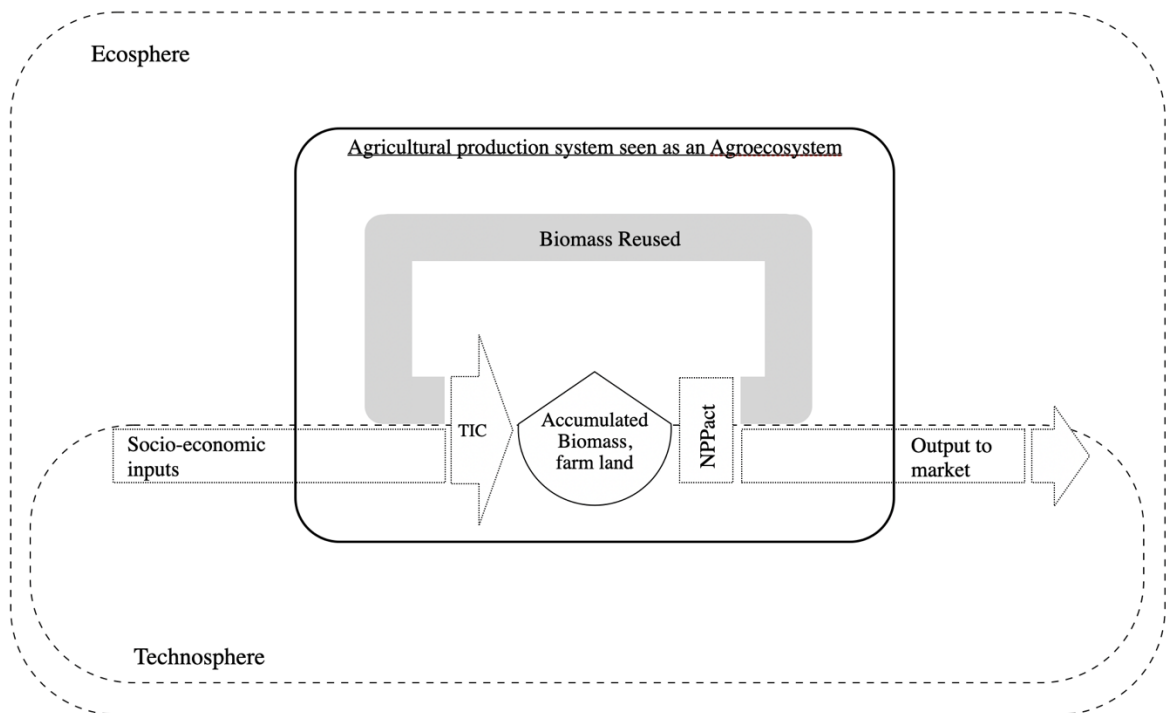 Ecosphere
Agricultural production system seen as an Agroecosystem
Biomass Reused
Socio-economic
inputs
TIC
Accumulated
Biomass,
farm land
NPPact
Output to
market
Technosphere